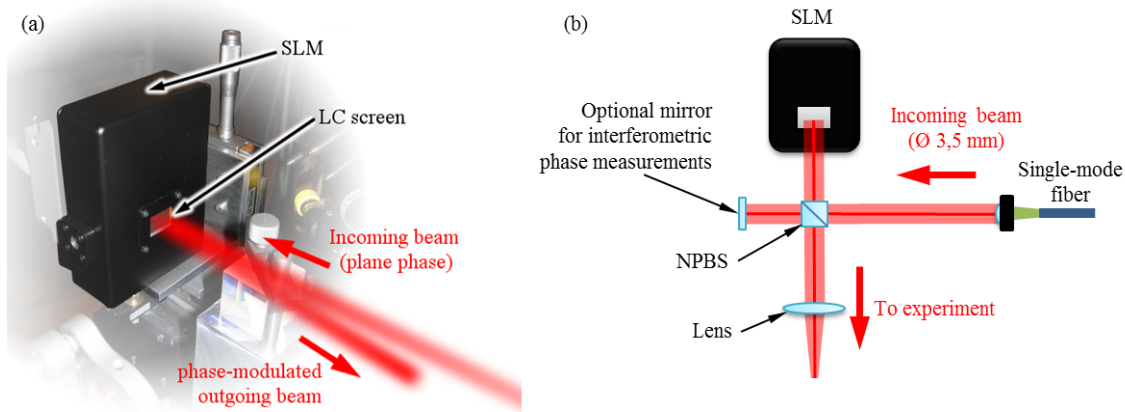 (a)
SLM
LC screen
Incoming beam
(plane phase)
phase-modulated
outgoing beam
(b)
SLM
Optional mirror
for interferometric
phase measurements
Incoming beam
(Ø 3,5 mm)
Single-mode
fiber
NPBS
Lens
To experiment